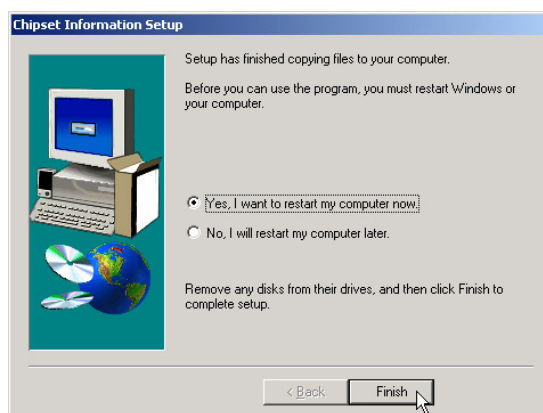 Chipset Information Setup
Setup has finished copying files to your computer.
Before you can use the program, you must restart Windows or
your computer.
Yes, I want to restart my computer now.
No, I will restart my computer later.
Remove any disks from their drives, and then click Finish to
complete setup.
< Back
Finish